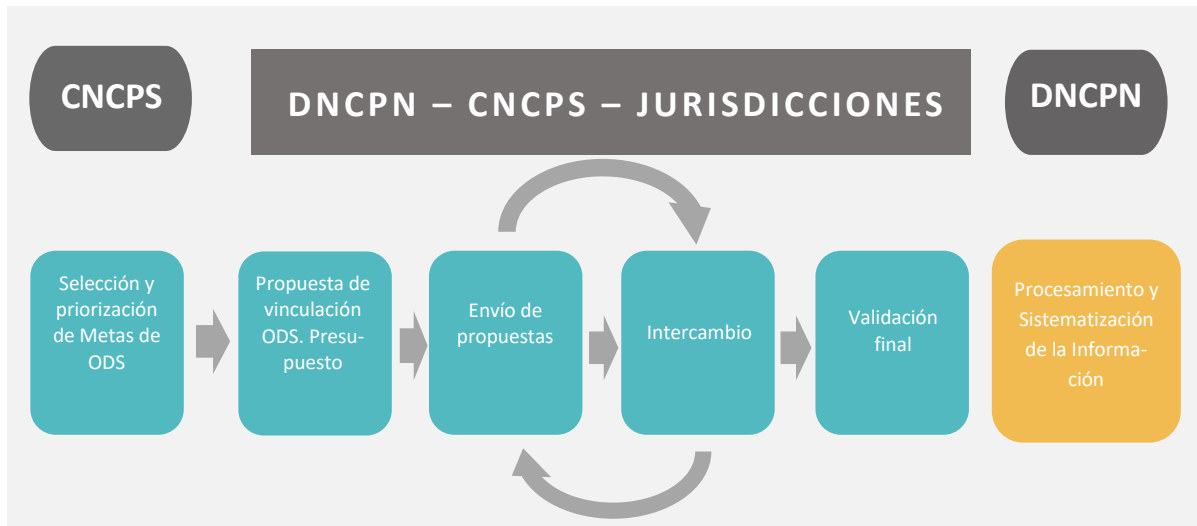 CNCPS
DNCPN – CNCPS – JURISDICCIONES
DNCPN
Selección y
priorización
de Metas de
ODS
Propuesta de
vinculación
ODS. Presu-
puesto
Envío de
propuestas
Intercambio
Validación
final
Procesamiento y
Sistematización
de la Informa-
ción